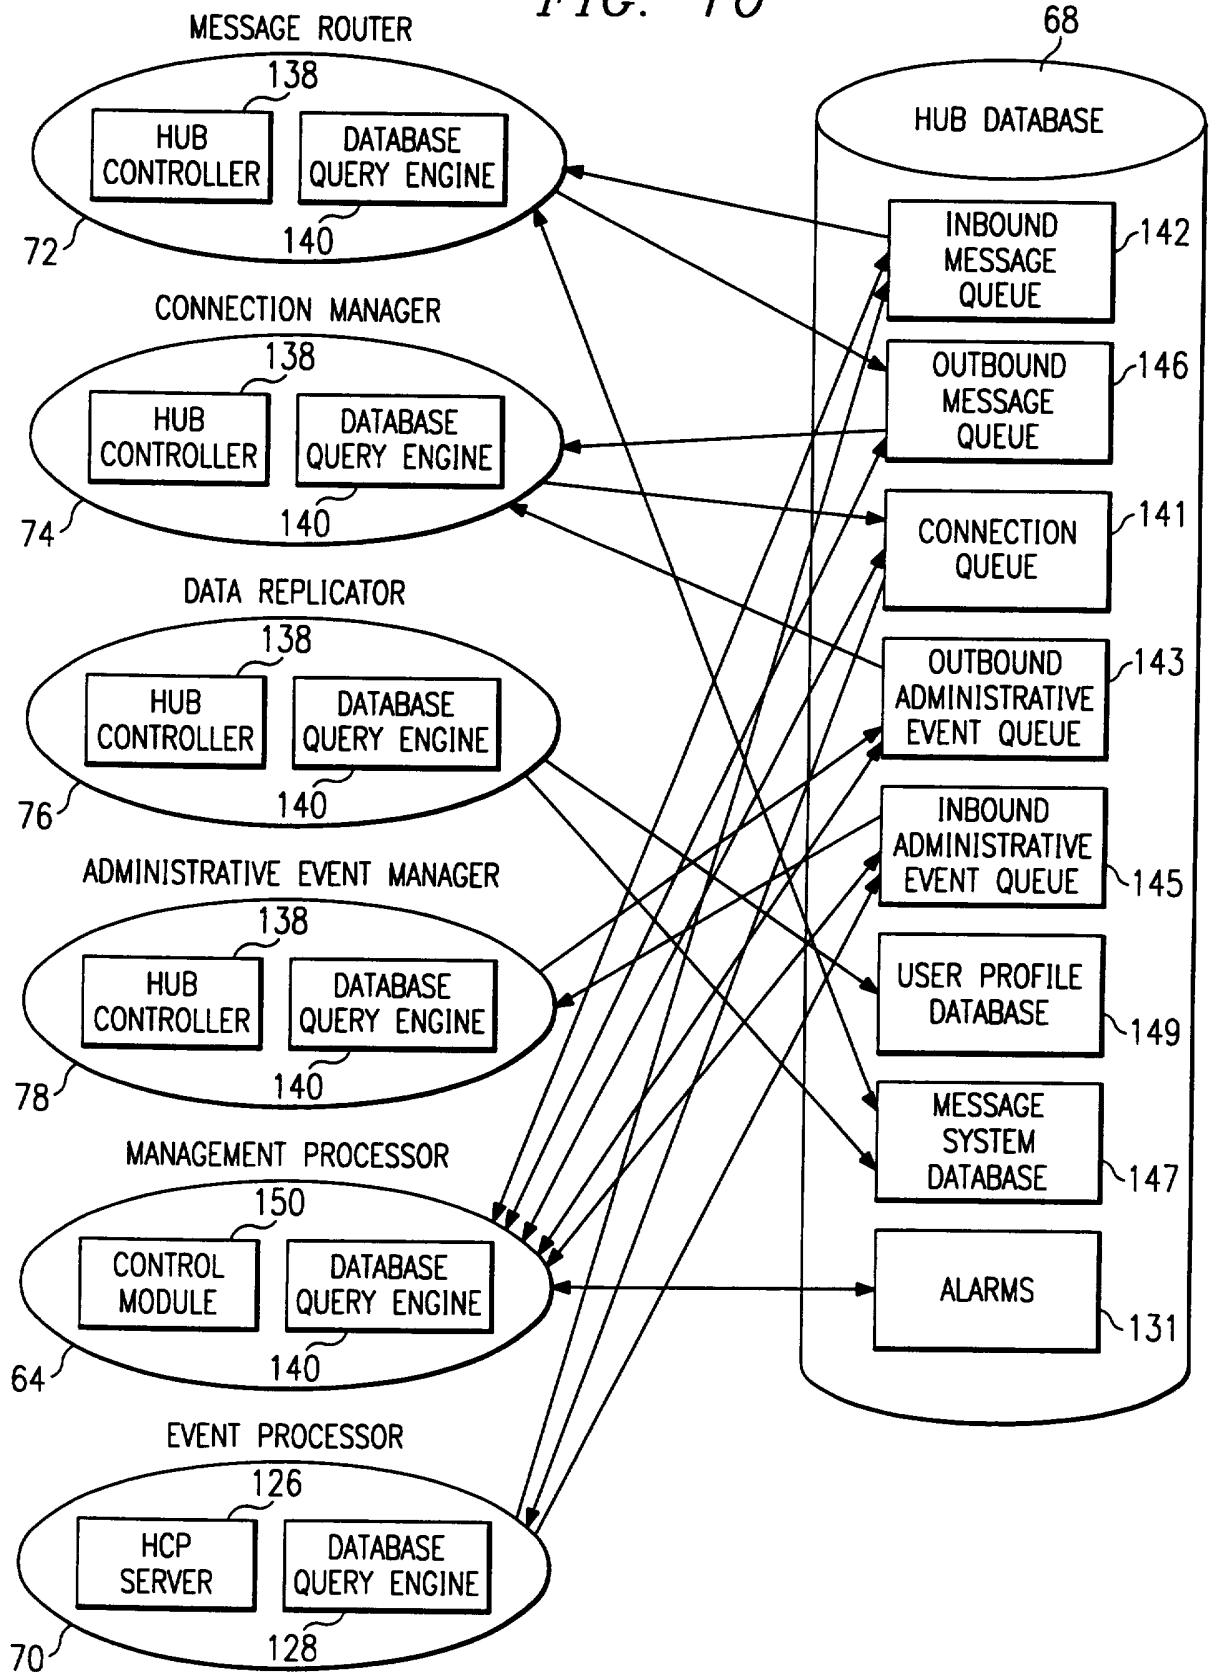 FIG. 10
MESSAGE ROUTER
138
HUB
CONTROLLER
DATABASE
QUERY ENGINE
140
72
CONNECTION MANAGER
138
HUB
CONTROLLER
DATABASE
QUERY ENGINE
140
74
DATA REPLICATOR
138
HUB
CONTROLLER
DATABASE
QUERY ENGINE
140
76
ADMINISTRATIVE EVENT MANAGER
138
HUB
CONTROLLER
DATABASE
QUERY ENGINE
140
78
MANAGEMENT PROCESSOR
150
CONTROL
MODULE
DATABASE
QUERY ENGINE
140
64
EVENT PROCESSOR
126
HCP
SERVER
DATABASE
QUERY ENGINE
128
70
68
HUB DATABASE
INBOUND
MESSAGE
QUEUE
142
OUTBOUND
MESSAGE
QUEUE
146
CONNECTION
QUEUE
141
OUTBOUND
ADMINISTRATIVE
EVENT QUEUE
143
INBOUND
ADMINISTRATIVE
EVENT QUEUE
145
USER PROFILE
DATABASE
149
MESSAGE
SYSTEM
DATABASE
147
ALARMS
131